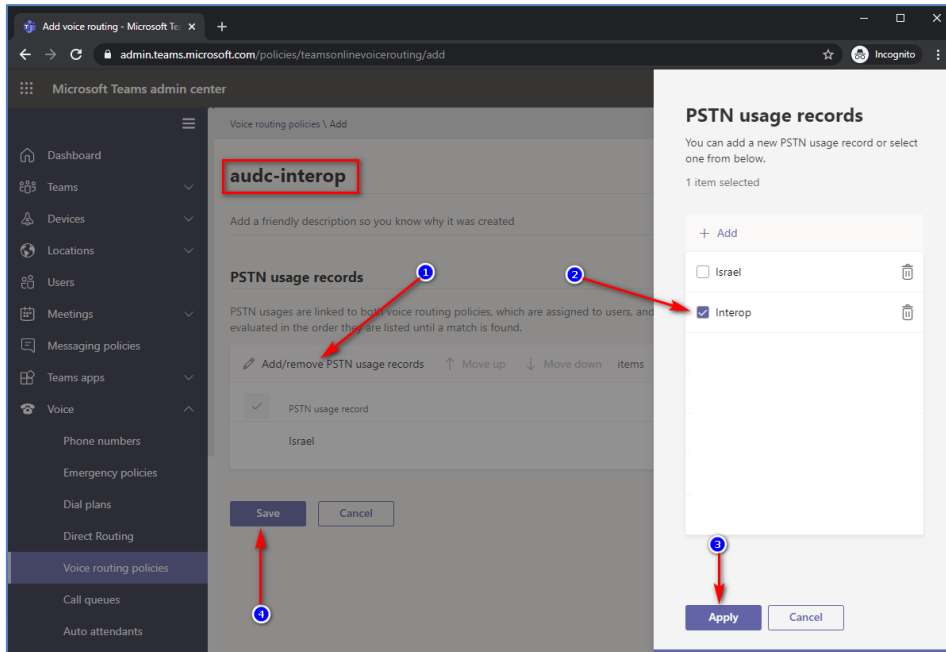 Add voice routing - Microsoft Te
admin.teams.microsoft.com/policies/teamsonlinevoicerouting/add
Incognito
Microsoft Teams admin center
Dashboard
Teams
Devices
Locations
Users
Meetings
Messaging policies
Teams apps
Voice
Phone numbers
Emergency policies
Dial plans
Direct Routing
Voice routing policies
Call queues
Auto attendants
Voice routing policies \ Add
audc-interop
Add a friendly description so you know why it was created
PSTN usage records
PSTN usages are linked to both voice routing policies, which are assigned to users, and
evaluated in the order they are listed until a match is found.
Add/remove PSTN usage records Move up Move down items
PSTN usage record
Israel
Save Cancel
1
2
3
4
PSTN usage records
You can add a new PSTN usage record or select
one from below.
1 item selected
+ Add
Israel
Interop
Apply Cancel